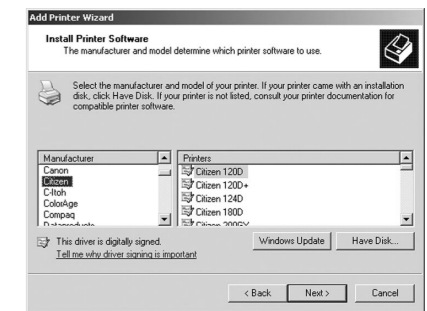 Add Printer Wizard
Install Printer Software
The manufacturer and model determine which printer software to use.
Select the manufacturer and model of your printer. If your printer came with an installation
disk, click Have Disk. If your printer is not listed, consult your printer documentation for
compatible printer software.
Manufacturer
Canon
Citizen
C-Itoh
ColorAge
Compaq
Dataproducts
Printers
Citizen 120D
Citizen 120D+
Citizen 124D
Citizen 180D
Citizen 200GX
This driver is digitally signed.
Tell me why driver signing is important
Windows Update
Have Disk...
< Back
Next >
Cancel